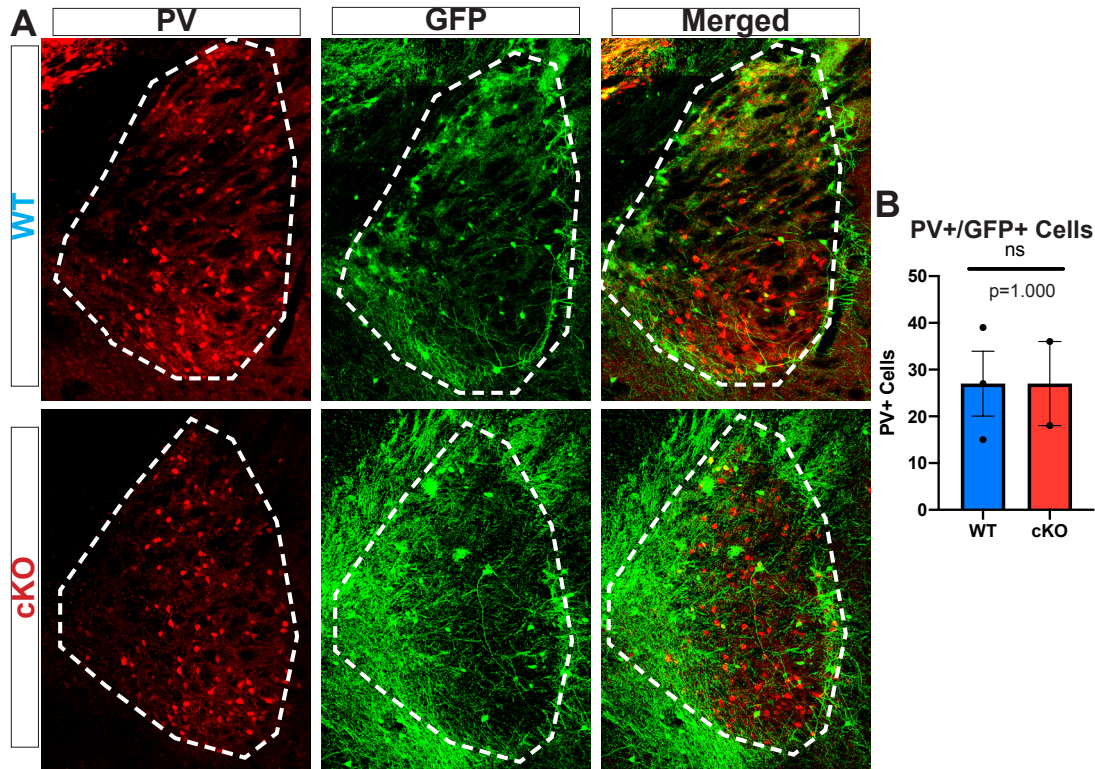 A
PV
GFP
Merged
WT
cKO
B
PV+/GFP+ Cells
ns
p=1.000
50
40
30
20
10
0
PV+ Cells
WT
cKO